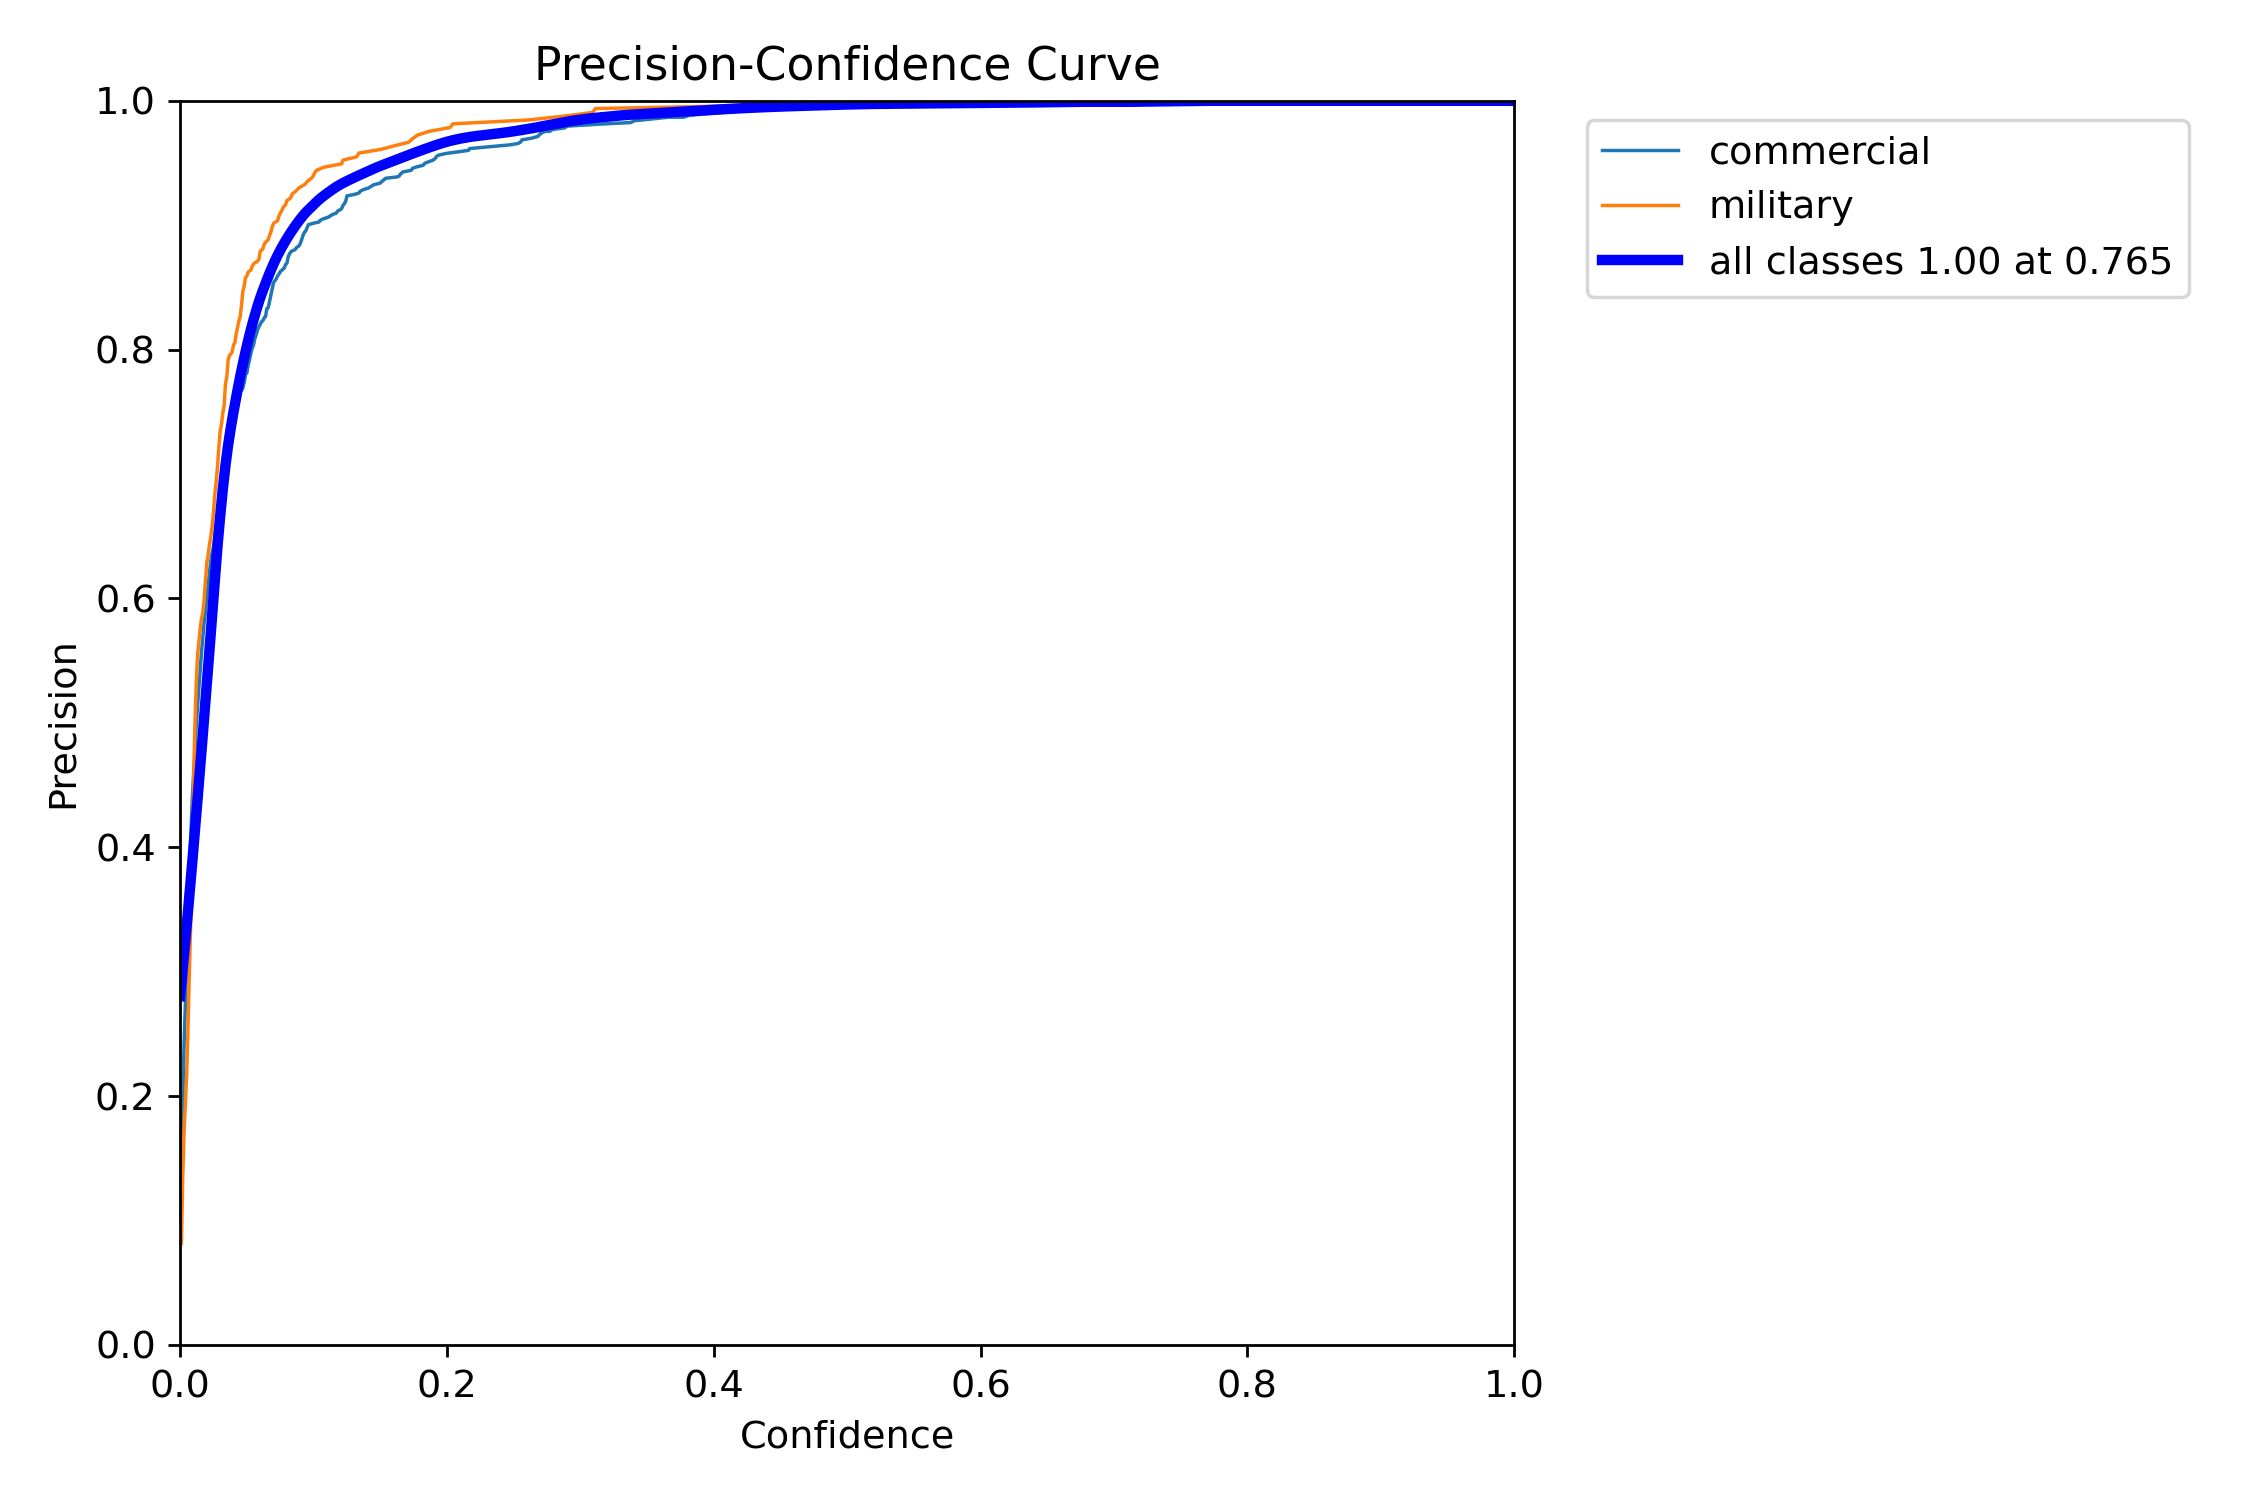 Precision-Confidence Curve
1.0
0.8
0.6
0.4
0.2
0.0
Precision
0.0 0.2 0.4 0.6 0.8 1.0
Confidence
commercial
military
all classes 1.00 at 0.765